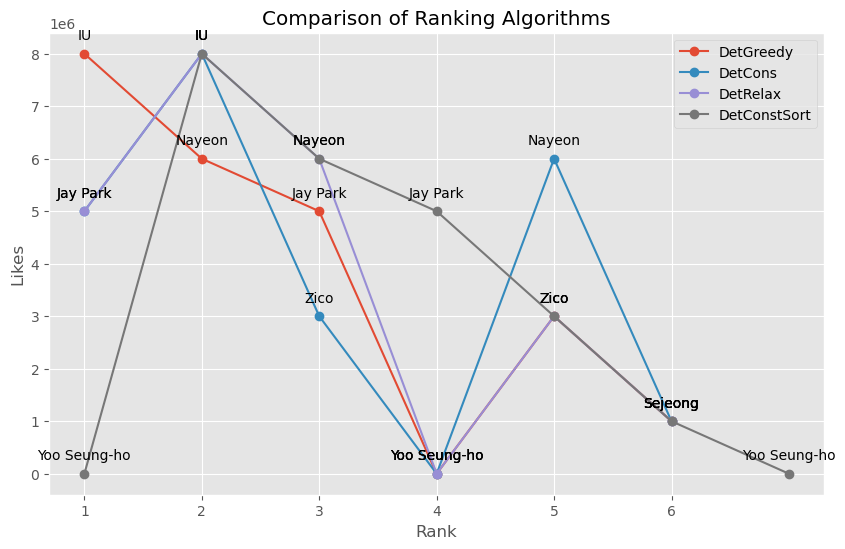 Comparison of Ranking Algorithms
1e6
IU
IU
DetGreedy
DetCons
DetRelax
DetConstSort
8
7
Nayeon
Nayeon
Nayeon
6
Jay Park
Jay Park
Jay Park
5
Likes
4
Zico
Zico
3
2
Sejeong
1
Yoo Seung-ho
Yoo Seung-ho
Yoo Seung-ho
0
1 2 3 4 5 6
Rank